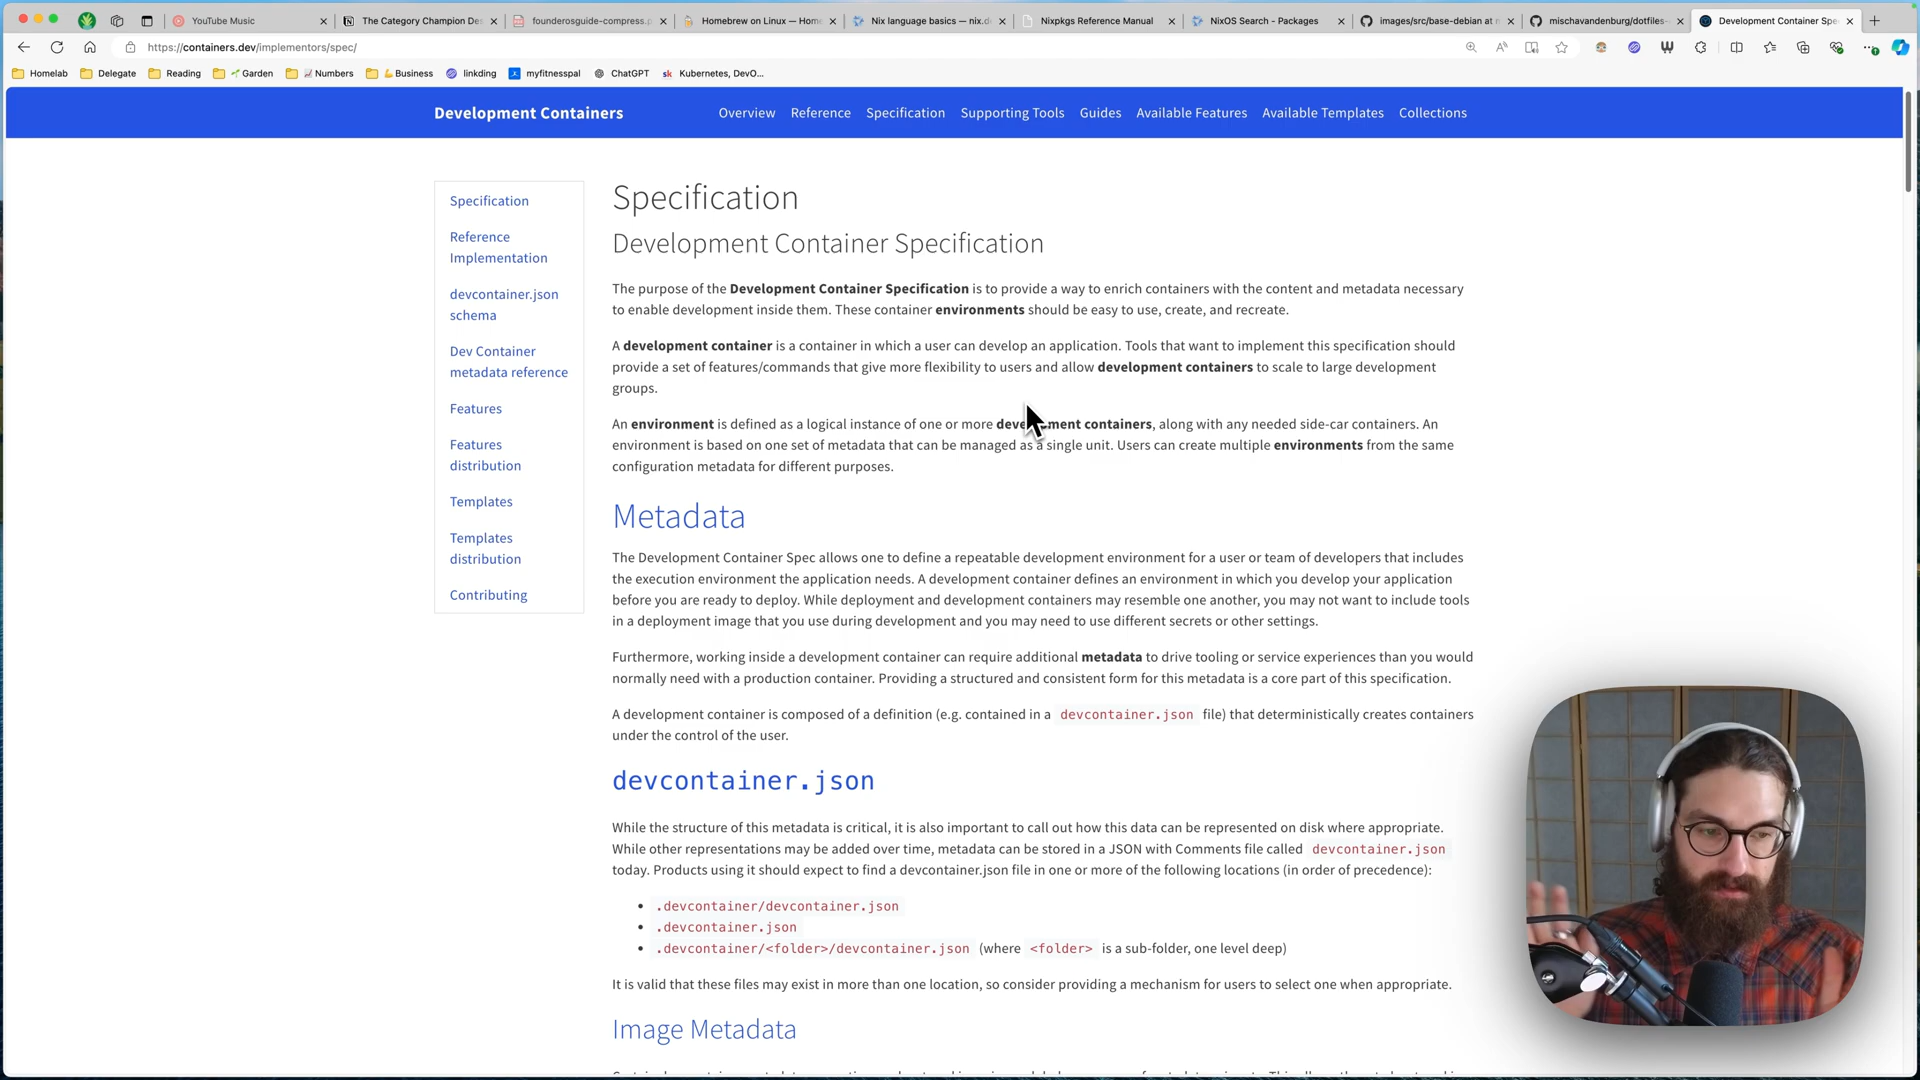 YouTube Music
The Category Champion De
founderosguide-compress.p
Homebrew on Linux — Hom
Nix language basics — nix.d
Nixpkgs Reference Manual
NixOS Search - Packages
images/src/base-debian at
mischavandenburg/dotfiles-
Development Container Spe
https://containers.dev/implementors/spec/
Homelab
Delegate
Reading
Garden
Numbers
Business
linkding
myfitnesspal
ChatGPT
Kubernetes, DevO...
Development Containers
Overview
Reference
Specification
Supporting Tools
Guides
Available Features
Available Templates
Collections
Specification
Reference
Implementation
devcontainer.json
schema
Dev Container
metadata reference
Features
Features
distribution
Templates
Templates
distribution
Contributing
Specification
Development Container Specification
The purpose of the Development Container Specification is to provide a way to enrich containers with the content and metadata necessary
to enable development inside them. These container environments should be easy to use, create, and recreate.
A development container is a container in which a user can develop an application. Tools that want to implement this specification should
provide a set of features/commands that give more flexibility to users and allow development containers to scale to large development
groups.
An environment is defined as a logical instance of one or more development containers, along with any needed side-car containers. An
environment is based on one set of metadata that can be managed as a single unit. Users can create multiple environments from the same
configuration metadata for different purposes.
Metadata
The Development Container Spec allows one to define a repeatable development environment for a user or team of developers that includes
the execution environment the application needs. A development container defines an environment in which you develop your application
before you are ready to deploy. While deployment and development containers may resemble one another, you may not want to include tools
in a deployment image that you use during development and you may need to use different secrets or other settings.
Furthermore, working inside a development container can require additional metadata to drive tooling or service experiences than you would
normally need with a production container. Providing a structured and consistent form for this metadata is a core part of this specification.
A development container is composed of a definition (e.g. contained in a devcontainer.json file) that deterministically creates containers
under the control of the user.
devcontainer.json
While the structure of this metadata is critical, it is also important to call out how this data can be represented on disk where appropriate.
While other representations may be added over time, metadata can be stored in a JSON with Comments file called devcontainer.json
today. Products using it should expect to find a devcontainer.json file in one or more of the following locations (in order of precedence):
• .devcontainer/devcontainer.json
• .devcontainer.json
• .devcontainer/<folder>/devcontainer.json (where <folder> is a sub-folder, one level deep)
It is valid that these files may exist in more than one location, so consider providing a mechanism for users to select one when appropriate.
Image Metadata